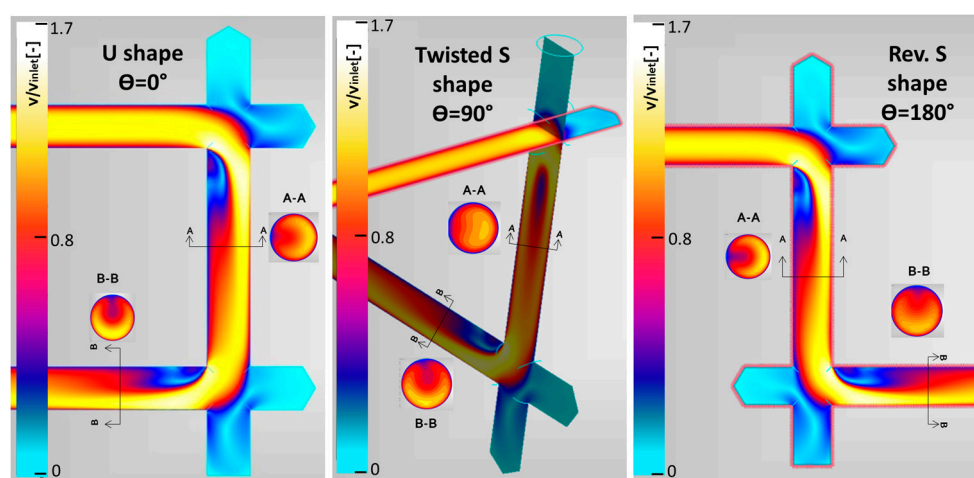 1.7
v/vinlet[-]
U shape
Ɵ=0°
A
A
A-A
0.8
B-B
B
B
0
1.7
v/vinlet[-]
Twisted S
shape
Ɵ=90°
A-A
A
A
0.8
B
B
B-B
0
1.7
v/vinlet[-]
Rev. S
shape
Ɵ=180°
A-A
A
A
0.8
B-B
B
B
0